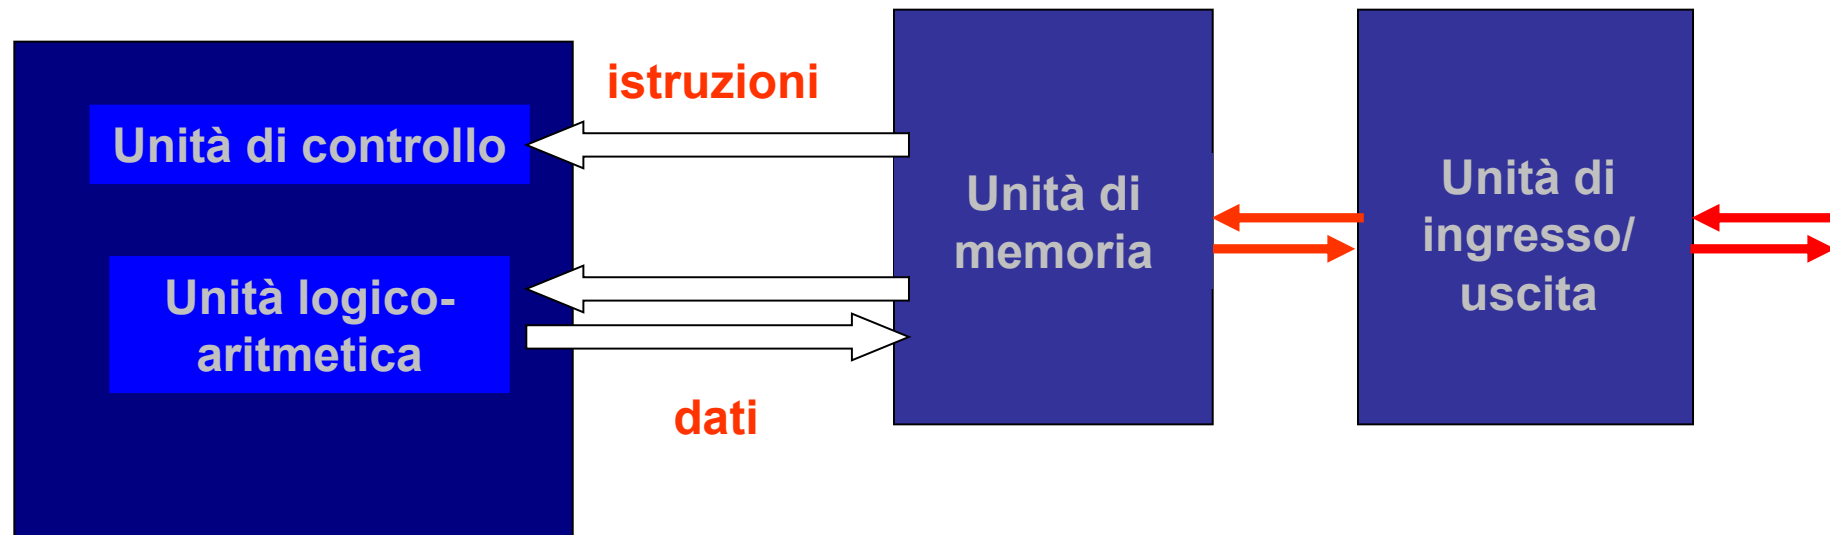 istruzioni
Unità di controllo
Unità logico-
aritmetica
dati
Unità di
memoria
Unità di
ingresso/
uscita